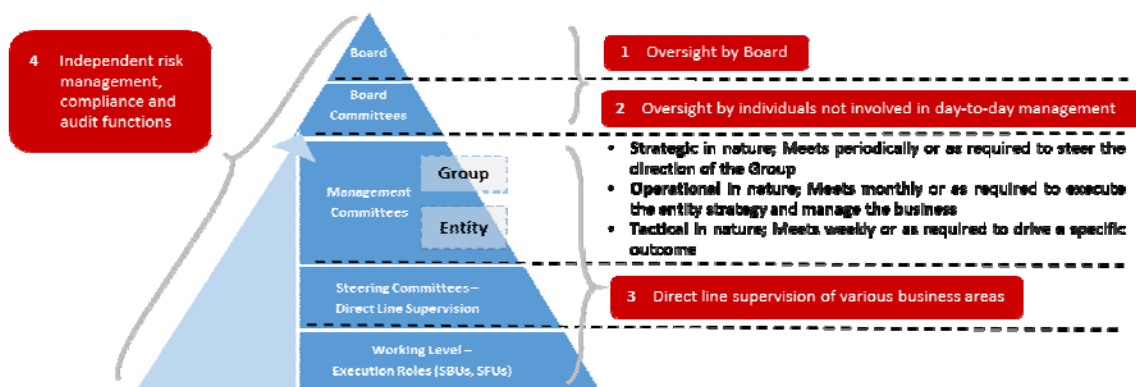 4 Independent risk
management,
compliance and
audit functions
Board
Board
Committees
Management
Committees
Group
Entity
Steering Committees –
Direct Line Supervision
Working Level –
Execution Roles (SBUs, SFUs)
1 Oversight by Board
2 Oversight by individuals not involved in day-to-day management
• Strategic in nature; Meets periodically or as required to steer the
direction of the Group
• Operational in nature; Meets monthly or as required to execute
the entity strategy and manage the business
• Tactical in nature; Meets weekly or as required to drive a specific
outcome
3 Direct line supervision of various business areas